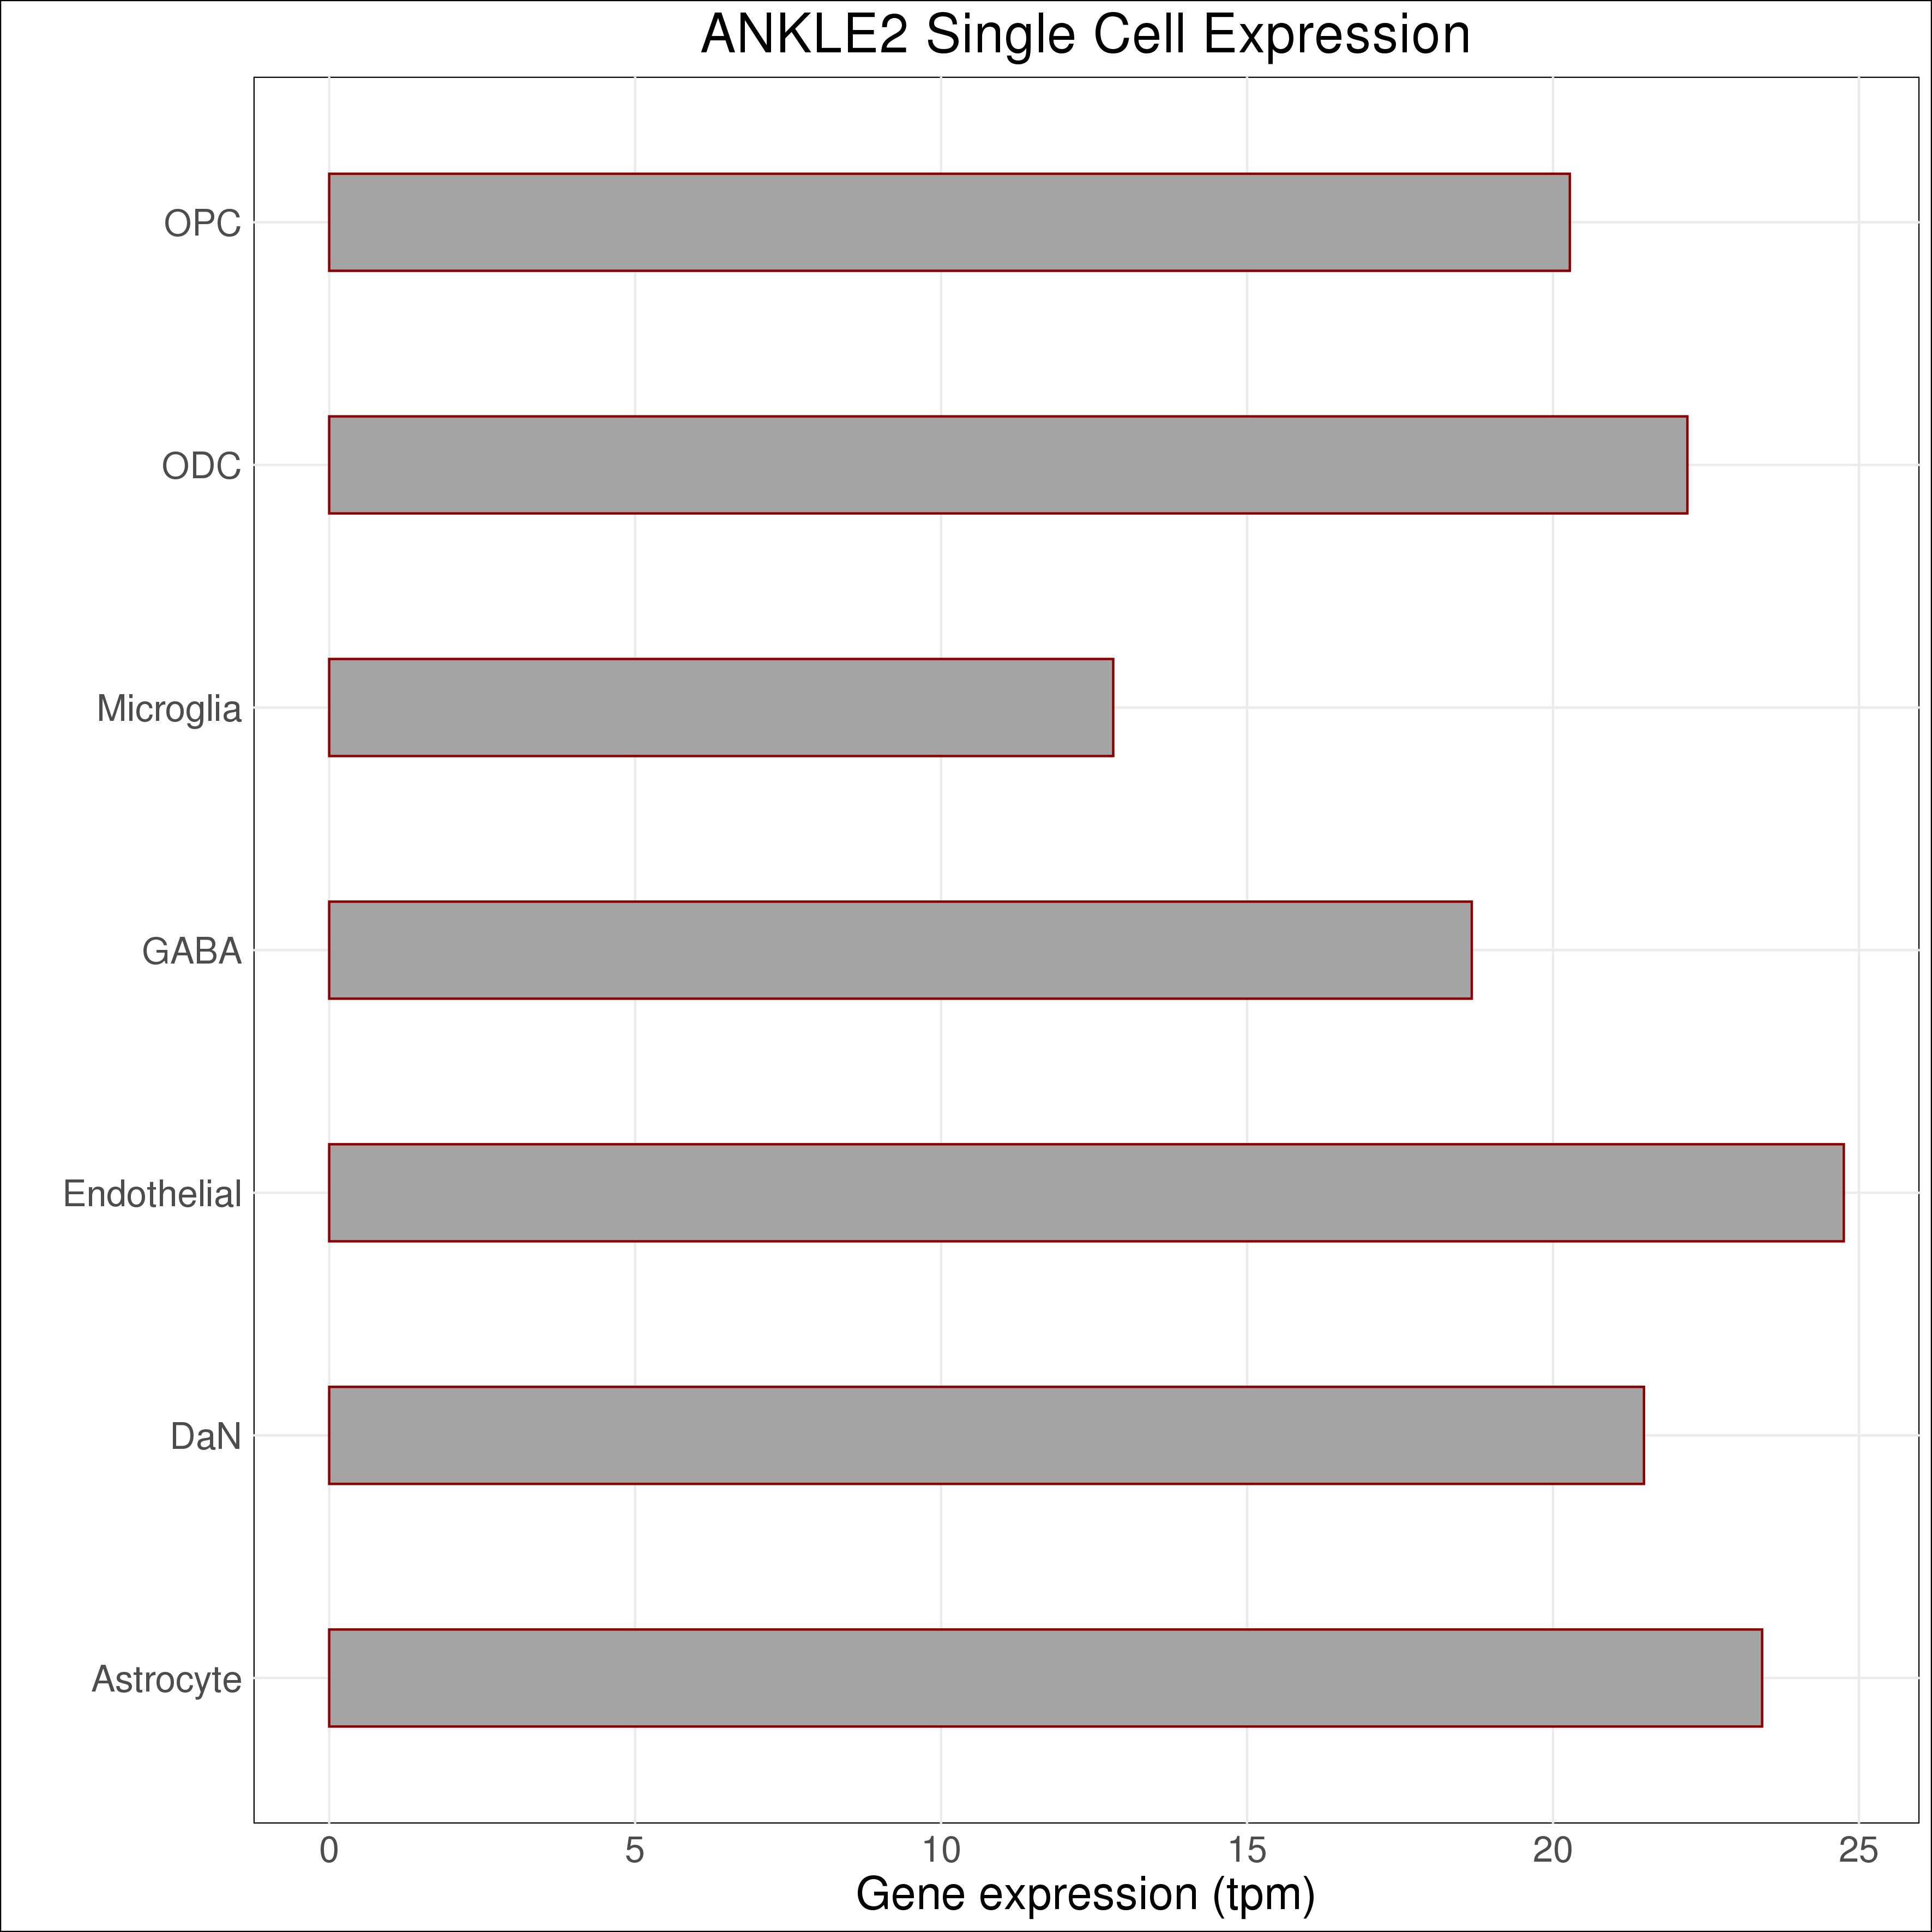 ANKLE2 Single Cell Expression
OPC
ODC
Microglia
GABA
Endothelial
DaN
Astrocyte
0 5 10 15 20 25
Gene expression (tpm)